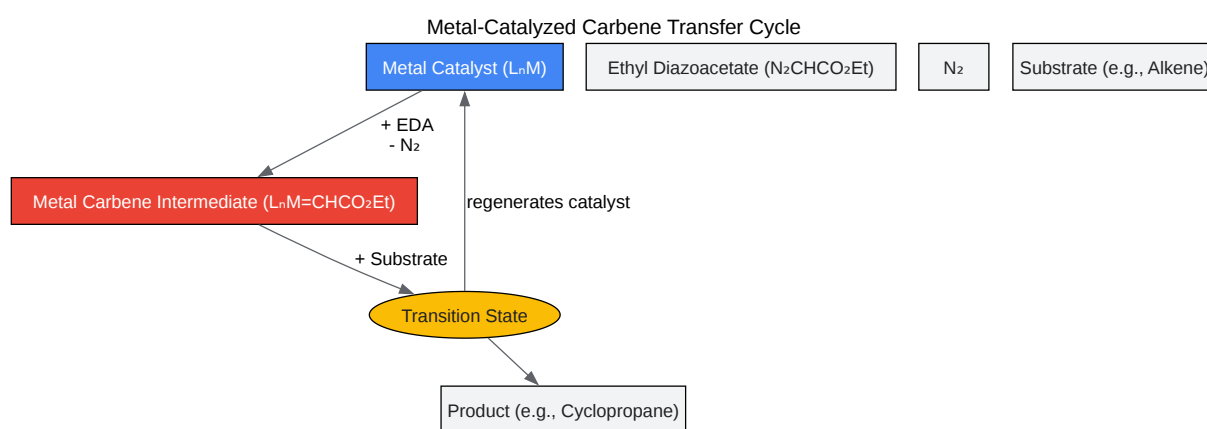 Metal-Catalyzed Carbene Transfer Cycle
Metal Catalyst (LₙM)
Ethyl Diazoacetate (N₂CHCO₂Et)
N₂
Substrate (e.g., Alkene)
+ EDA
- N₂
Metal Carbene Intermediate (LₙM=CHCO₂Et)
regenerates catalyst
+ Substrate
Transition State
Product (e.g., Cyclopropane)